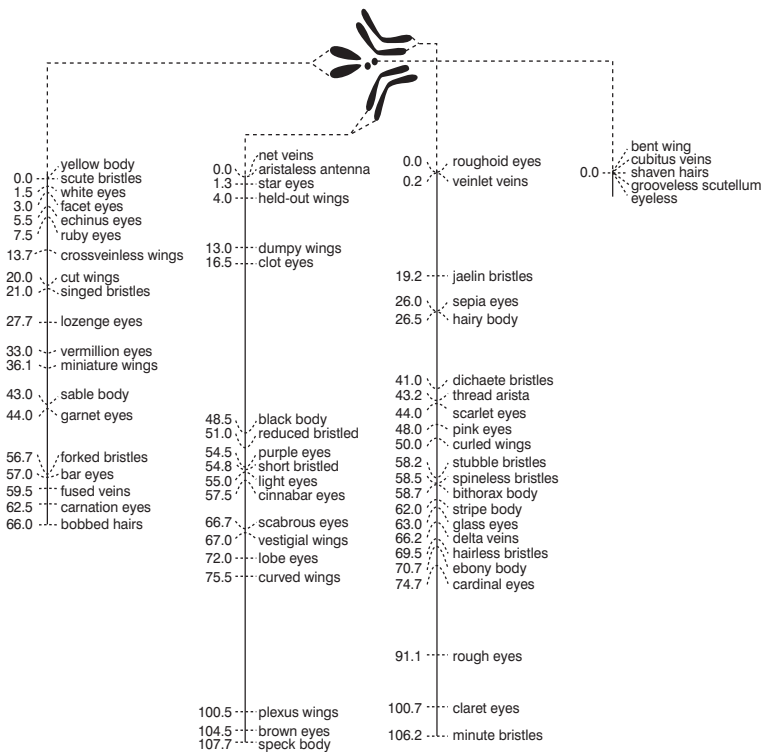 yellow body
0.0 scute bristles
1.5 white eyes
3.0 facet eyes
5.5 echinus eyes
7.5 ruby eyes
13.7 crossveinless wings
20.0 cut wings
21.0 singed bristles
27.7 lozenge eyes
33.0 vermillion eyes
36.1 miniature wings
43.0 sable body
44.0 garnet eyes
56.7 forked bristles
57.0 bar eyes
59.5 fused veins
62.5 carnation eyes
66.0 bobbed hairs
net veins
0.0 aristaless antenna
1.3 star eyes
4.0 held-out wings
13.0 dumpy wings
16.5 clot eyes
48.5 black body
51.0 reduced bristled
54.5 purple eyes
54.8 short bristled
55.0 light eyes
57.5 cinnabar eyes
66.7 scabrous eyes
67.0 vestigial wings
72.0 lobe eyes
75.5 curved wings
100.5 plexus wings
104.5 brown eyes
107.7 speck body
0.0 roughoid eyes
0.2 veinlet veins
19.2 jaelin bristles
26.0 sepia eyes
26.5 hairy body
41.0 dichaete bristles
43.2 thread arista
44.0 scarlet eyes
48.0 pink eyes
50.0 curled wings
58.2 stubble bristles
58.5 spineless bristles
58.7 bithorax body
62.0 stripe body
63.0 glass eyes
66.2 delta veins
69.5 hairless bristles
70.7 ebony body
74.7 cardinal eyes
91.1 rough eyes
100.7 claret eyes
106.2 minute bristles
bent wing
cubitus veins
0.0 shaven hairs
grooveless scutellum
eyeless